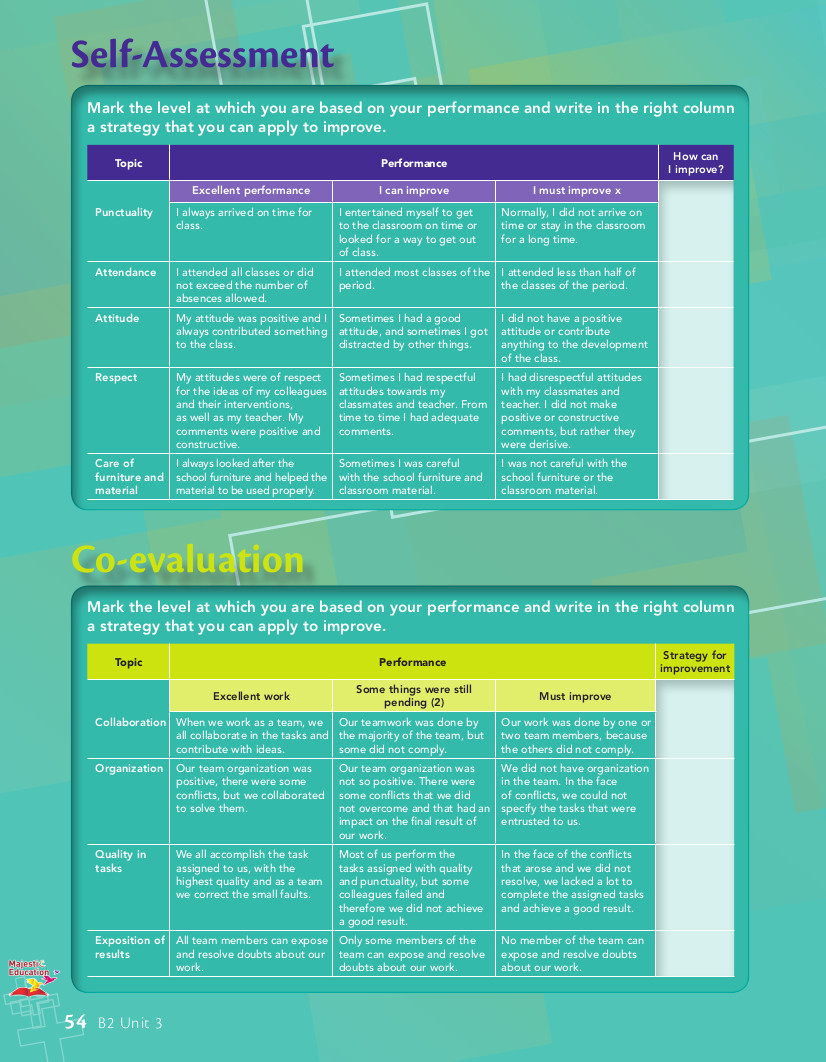 Self-Assessment
Mark the level at which you are based on your performance and write in the right column
a strategy that you can apply to improve.
Topic
Performance
How can
I improve?
Excellent performance
I can improve
I must improve x
Punctuality
I always arrived on time for
class.
I entertained myself to get
to the classroom on time or
looked for a way to get out
of class.
Normally, I did not arrive on
time or stay in the classroom
for a long time.
Attendance
I attended all classes or did
not exceed the number of
absences allowed.
I attended most classes of the
period.
I attended less than half of
the classes of the period.
Attitude
My attitude was positive and I
always contributed something
to the class.
Sometimes I had a good
attitude, and sometimes I got
distracted by other things.
I did not have a positive
attitude or contribute
anything to the development
of the class.
Respect
My attitudes were of respect
for the ideas of my colleagues
and their interventions,
as well as my teacher. My
comments were positive and
constructive.
Sometimes I had respectful
attitudes towards my
classmates and teacher. From
time to time I had adequate
comments.
I had disrespectful attitudes
with my classmates and
teacher. I did not make
positive or constructive
comments, but rather they
were derisive.
Care of
furniture and
material
I always looked after the
school furniture and helped the
material to be used properly.
Sometimes I was careful
with the school furniture and
classroom material.
I was not careful with the
school furniture or the
classroom material.
Co-evaluation
Mark the level at which you are based on your performance and write in the right column
a strategy that you can apply to improve.
Topic
Performance
Strategy for
improvement
Excellent work
Some things were still
pending (2)
Must improve
Collaboration
When we work as a team, we
all collaborate in the tasks and
contribute with ideas.
Our teamwork was done by
the majority of the team, but
some did not comply.
Our work was done by one or
two team members, because
the others did not comply.
Organization
Our team organization was
positive, there were some
conflicts, but we collaborated
to solve them.
Our team organization was
not so positive. There were
some conflicts that we did
not overcome and that had an
impact on the final result of
our work.
We did not have organization
in the team. In the face
of conflicts, we could not
specify the tasks that were
entrusted to us.
Quality in
tasks
We all accomplish the task
assigned to us, with the
highest quality and as a team
we correct the small faults.
Most of us perform the
tasks assigned with quality
and punctuality, but some
colleagues failed and
therefore we did not achieve
a good result.
In the face of the conflicts
that arose and we did not
resolve, we lacked a lot to
complete the assigned tasks
and achieve a good result.
Exposition of
results
All team members can expose
and resolve doubts about our
work.
Only some members of the
team can expose and resolve
doubts about our work.
No member of the team can
expose and resolve doubts
about our work.
Majestic
Education
54 B2 Unit 3